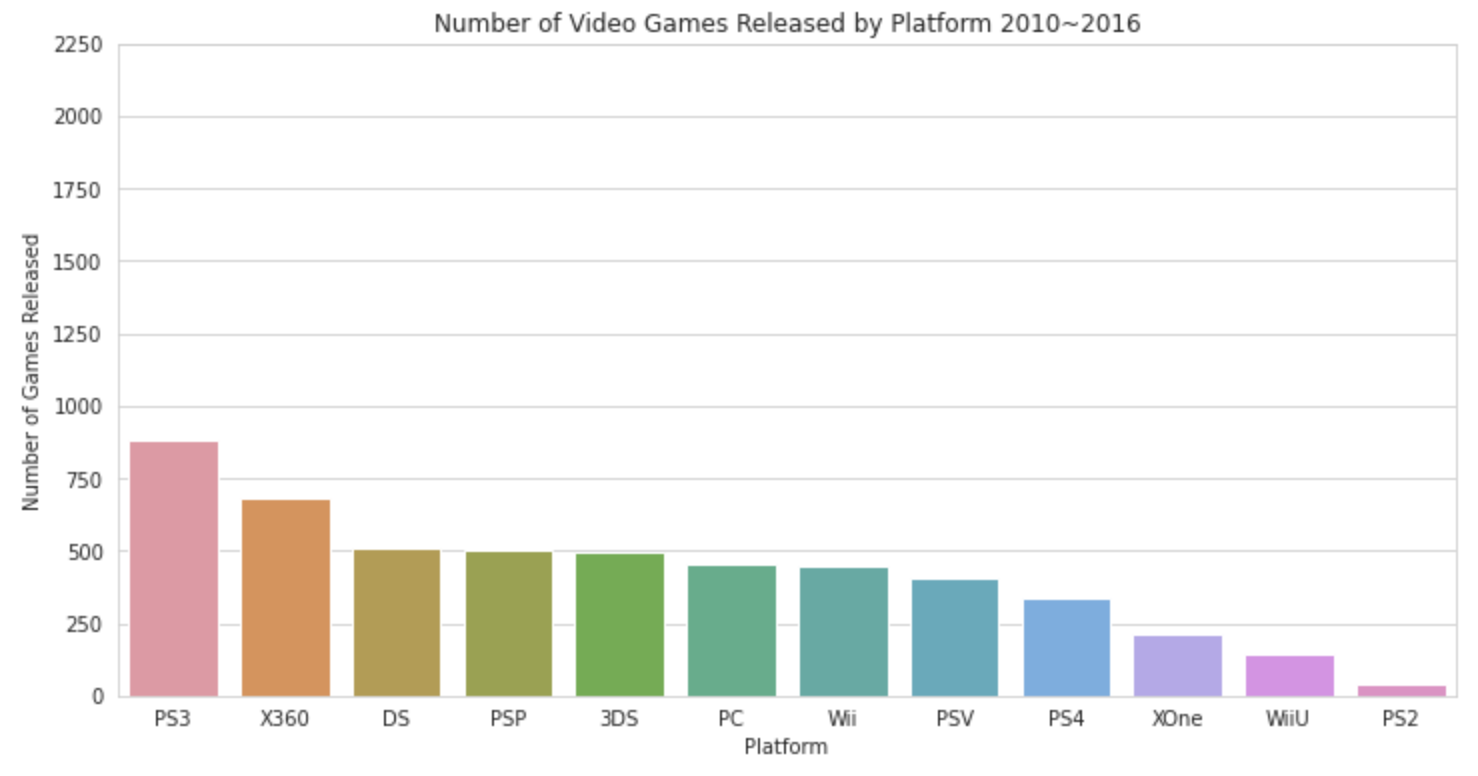 Number of Video Games Released by Platform 2010~2016
2250
2000
1750
1500
1250
1000
750
500
250
0
Number of Games Released
PS3 X360 DS PSP 3DS PC Wii PSV PS4 XOne WiiU PS2
Platform